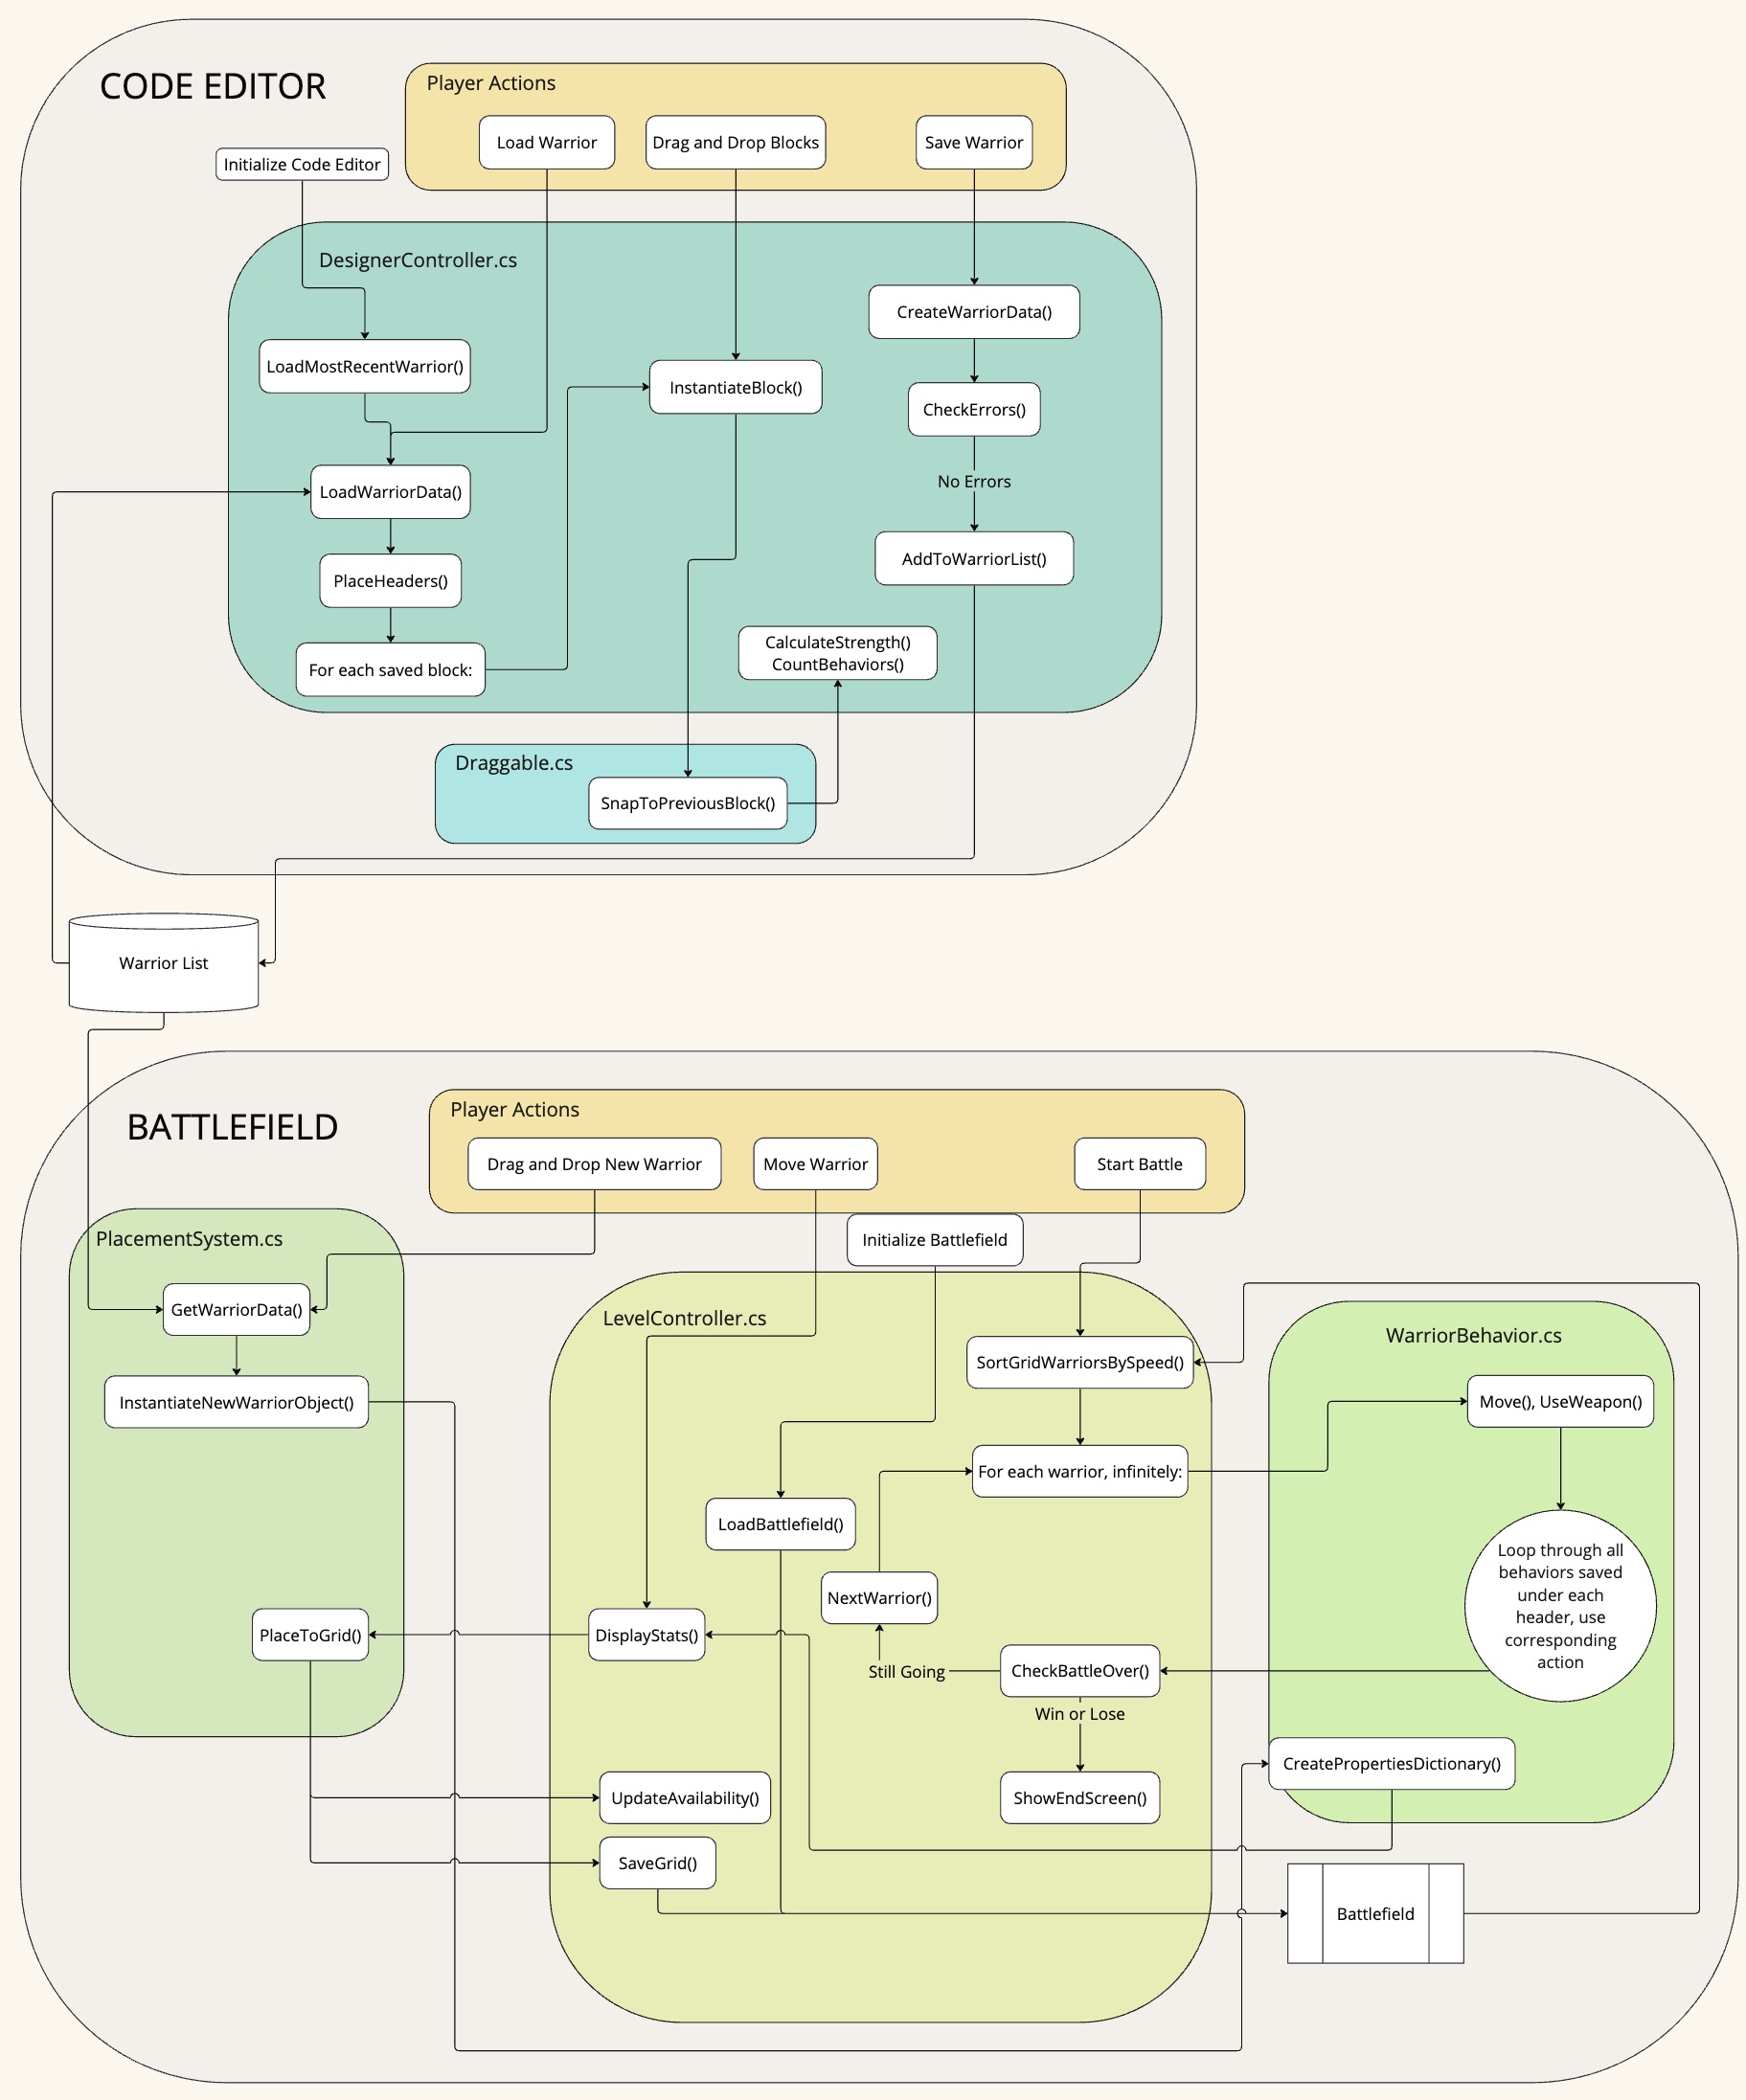 CODE EDITOR
Player Actions
Load Warrior
Drag and Drop Blocks
Save Warrior
Initialize Code Editor
DesignerController.cs
CreateWarriorData()
LoadMostRecentWarrior()
InstantiateBlock()
CheckErrors()
No Errors
LoadWarriorData()
AddToWarriorList()
PlaceHeaders()
CalculateStrength()
CountBehaviors()
For each saved block:
Draggable.cs
SnapToPreviousBlock()
Warrior List
BATTLEFIELD
Player Actions
Drag and Drop New Warrior
Move Warrior
Start Battle
PlacementSystem.cs
Initialize Battlefield
GetWarriorData()
LevelController.cs
WarriorBehavior.cs
SortGridWarriorsBySpeed()
InstantiateNewWarriorObject()
Move(), UseWeapon()
For each warrior, infinitely:
LoadBattlefield()
Loop through all
behaviors saved
under each
header, use
corresponding
action
NextWarrior()
PlaceToGrid()
DisplayStats()
Still Going
CheckBattleOver()
Win or Lose
CreatePropertiesDictionary()
UpdateAvailability()
ShowEndScreen()
SaveGrid()
Battlefield